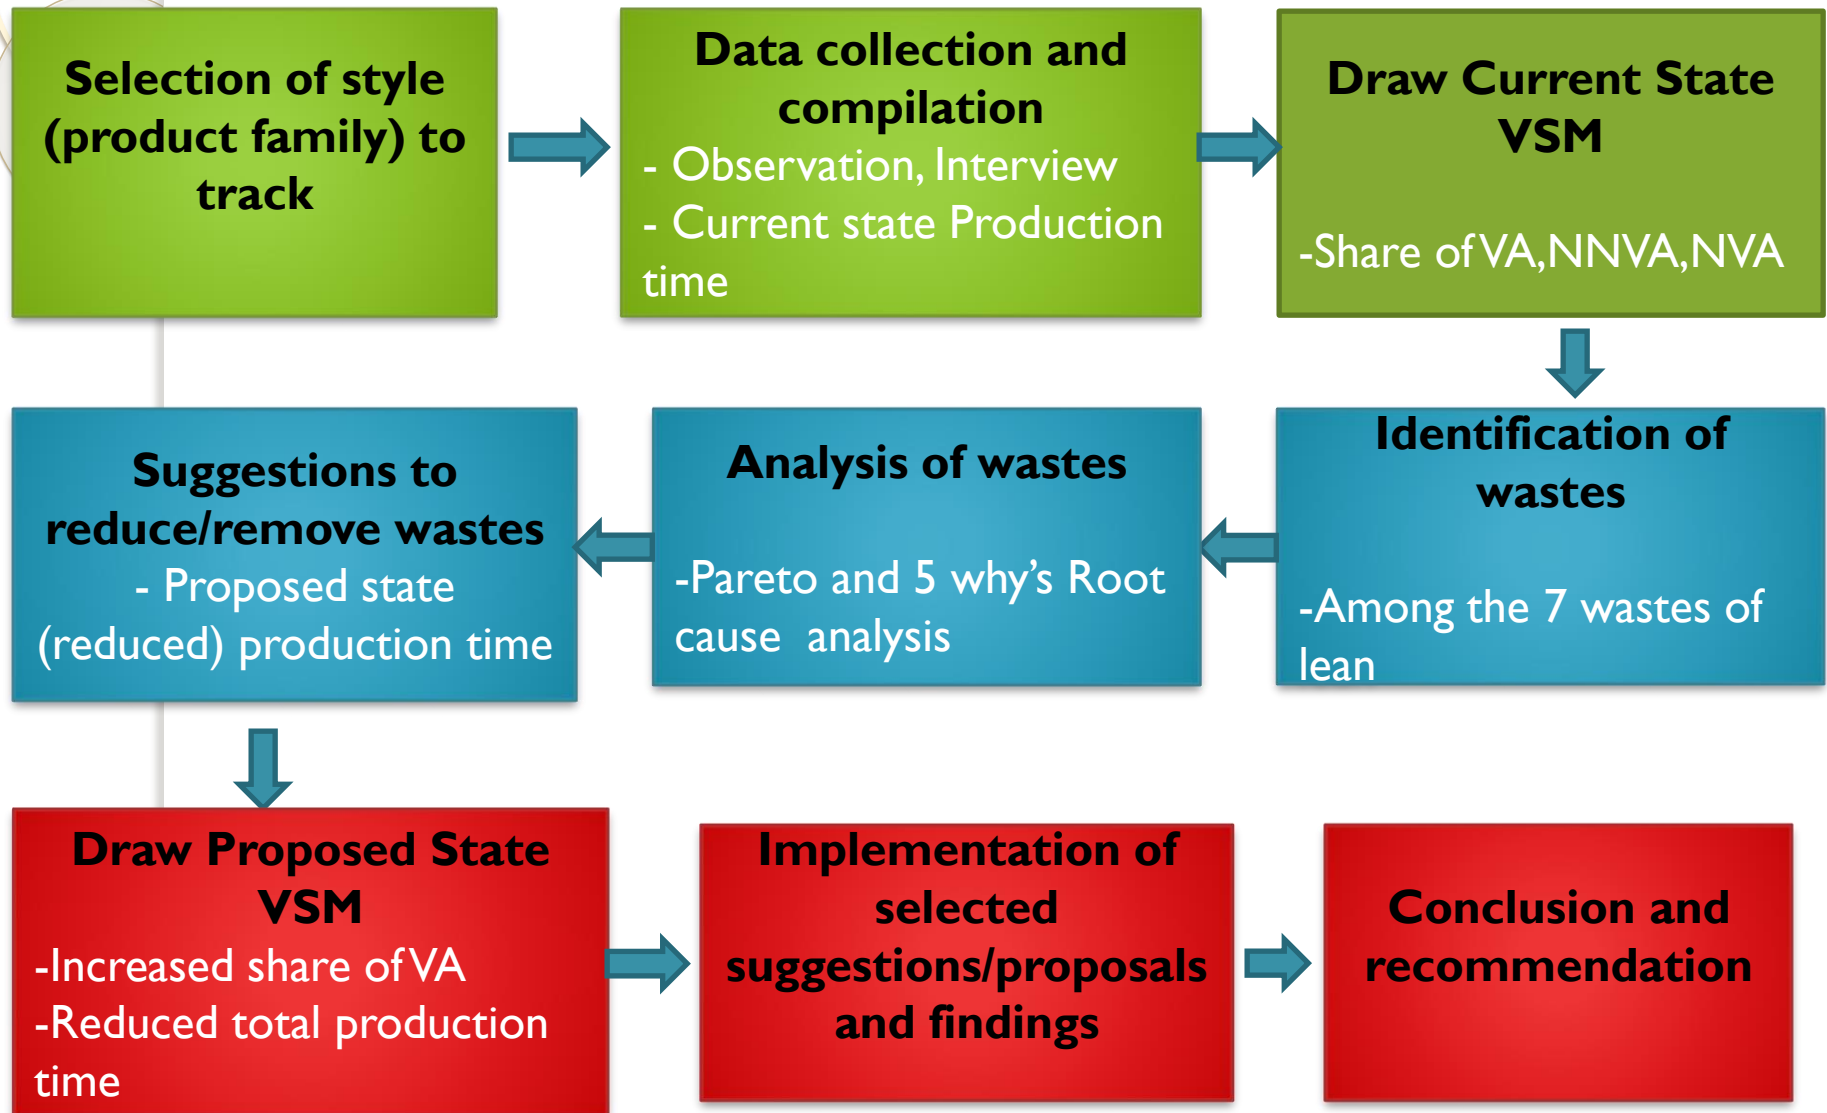 Selection of style
(product family) to
track
Data collection and
compilation
- Observation, Interview
- Current state Production
time
Draw Current State
VSM
-Share of VA,NNVA,NVA
Identification of
wastes
-Among the 7 wastes of
lean
Analysis of wastes
-Pareto and 5 why’s Root
cause analysis
Suggestions to
reduce/remove wastes
- Proposed state
(reduced) production time
Draw Proposed State
VSM
-Increased share of VA
-Reduced total production
time
Implementation of
selected
suggestions/proposals
and findings
Conclusion and
recommendation